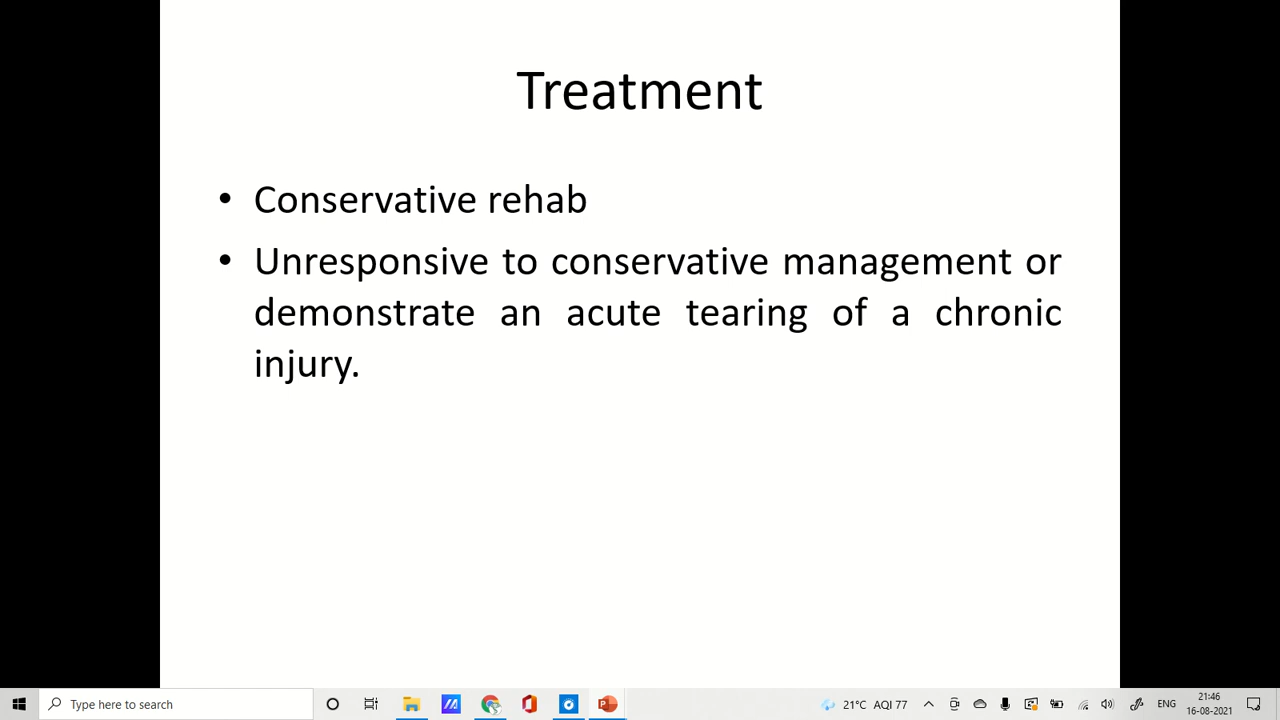 Treatment
• Conservative rehab
• Unresponsive to conservative management or
demonstrate an acute tearing of a chronic
injury.
Type here to search
21°C AQI 77
ENG
21:46
16-08-2021